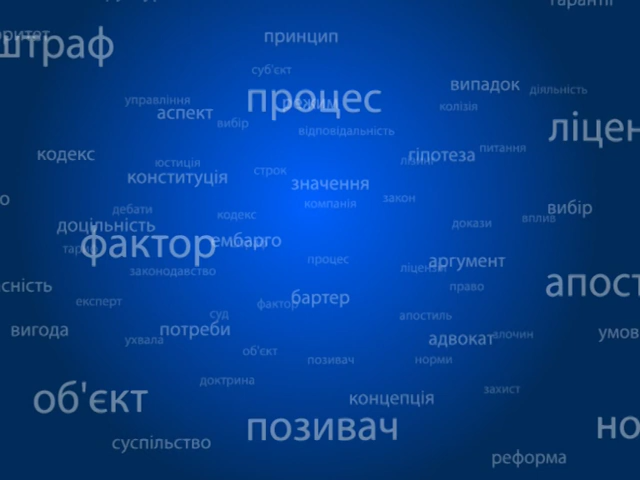 гарантії
штраф
принцип
суб'єкт
випадок
діяльність
процес
режим
управління
аспект
колізія
вибір
відповідальність
ліцен
кодекс
гіпотеза
питання
юстиція
строк
конституція
значення
закон
компанія
вибір
дебати
кодекс
вплив
доцільність
докази
фактор
ембарго
процес
аргумент
законодавство
ліцензія
сність
право
апост
експерт
фактор
бартер
суд
апостиль
вигода
потреби
умов
адвокат
злочин
ухвала
об'єкт
позивач
норми
доктрина
захист
об'єкт
концепція
позивач
но
суспільство
реформа